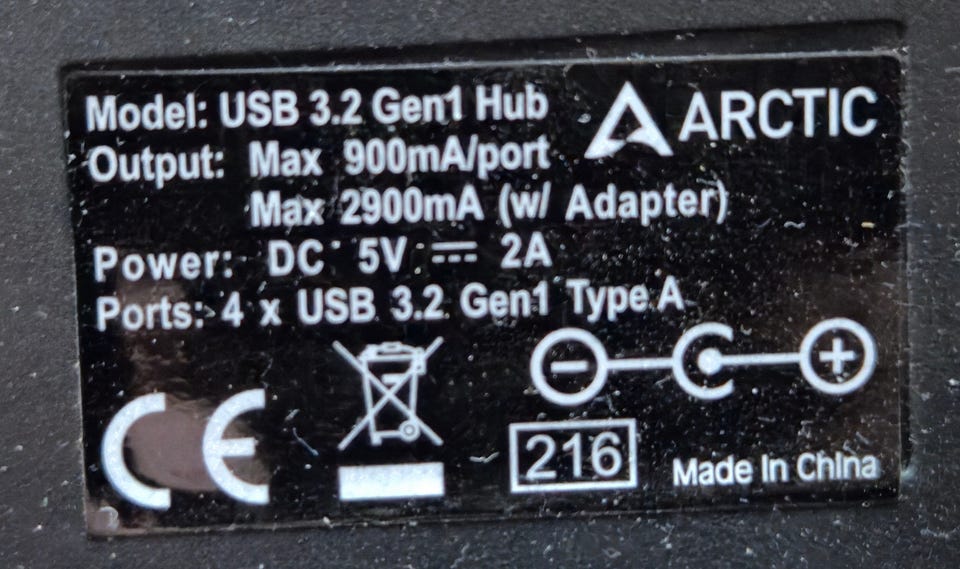 Model: USB 3.2 Gen1 Hub
ARCTIC
Output: Max 900mA/port
Max 2900mA (w/ Adapter)
Power: DC 5V ⎓ 2A
Ports: 4 x USB 3.2 Gen1 Type A
CE
216
Made In China